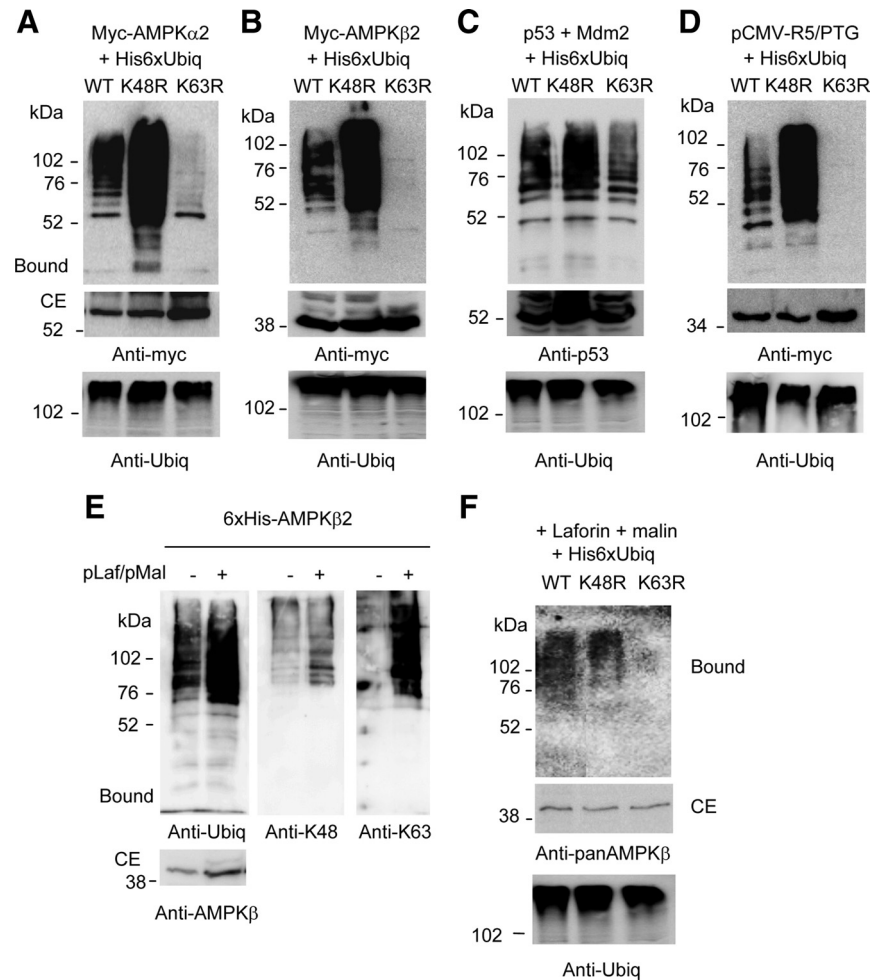 A
Myc-AMPKα2
+ His6xUbiq
WT K48R K63R
kDa
102
76
52
Bound
CE
52
Anti-myc
102
Anti-Ubiq
B
Myc-AMPKβ2
+ His6xUbiq
WT K48R K63R
kDa
102
76
52
38
Anti-myc
102
Anti-Ubiq
C
p53 + Mdm2
+ His6xUbiq
WT K48R K63R
kDa
102
76
52
52
Anti-p53
102
Anti-Ubiq
D
pCMV-R5/PTG
+ His6xUbiq
WT K48R K63R
kDa
102
76
52
34
Anti-myc
102
Anti-Ubiq
E
6xHis-AMPKβ2
pLaf/pMal - + - + - +
kDa
102
76
52
Bound
Anti-Ubiq Anti-K48 Anti-K63
CE
38
Anti-AMPKβ
F
+ Laforin + malin
+ His6xUbiq
WT K48R K63R
kDa
102
76
52
Bound
38
CE
Anti-panAMPKβ
102
Anti-Ubiq